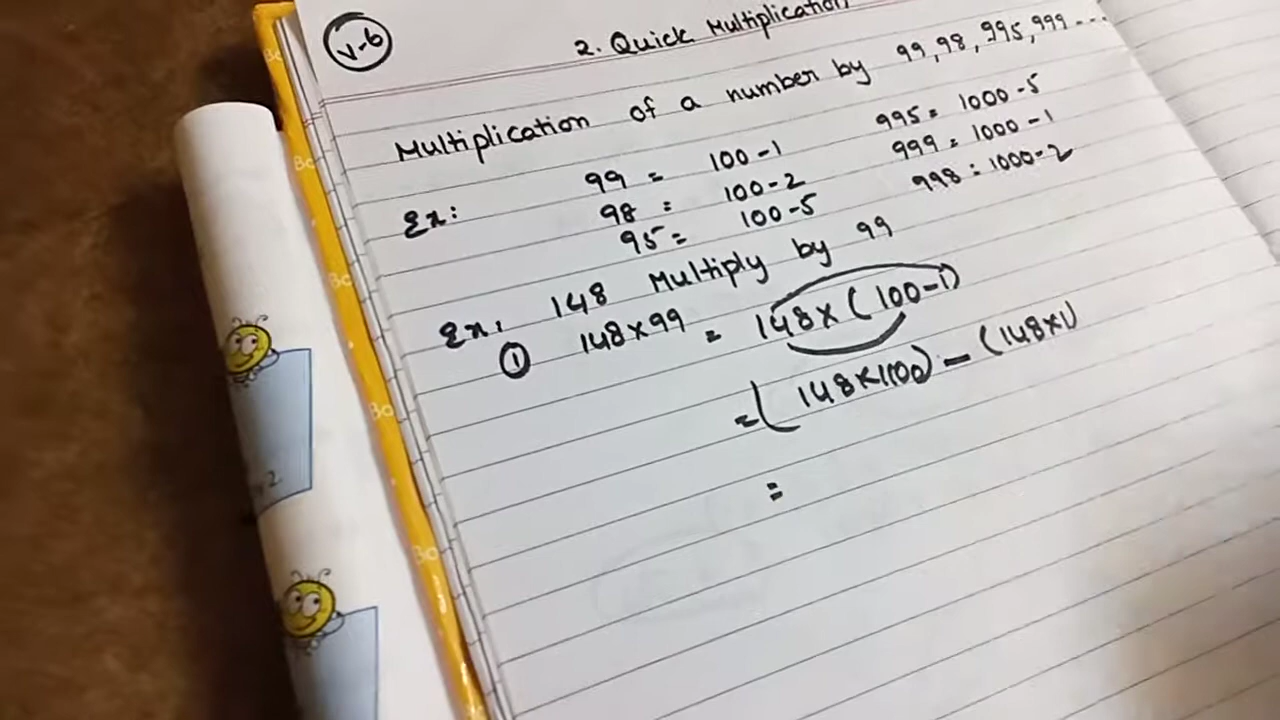 V-6
2. Quick Multiplication
Multiplication of a number by 99, 98, 995, 999 ...
Ex: 99 = 100-1 995 = 1000-5
98 = 100-2 999 = 1000-1
95 = 100-5 998 = 1000-2
Ex: 148 Multiply by 99
① 148×99 = 148×(100-1)
= (148×100) - (148×1)
=